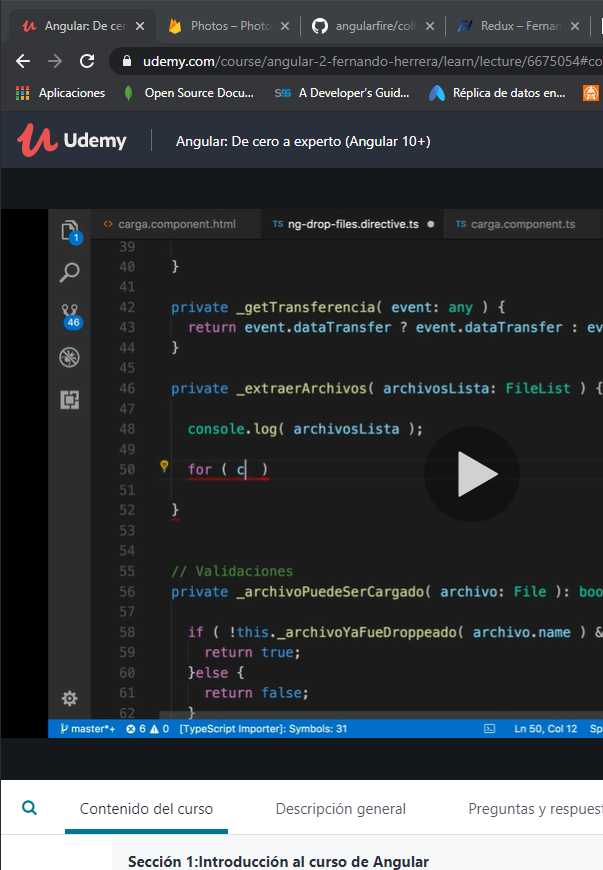 Angular: De cer
Photos – Photo
angularfire/coll
Redux – Fernan
udemy.com/course/angular-2-fernando-herrera/learn/lecture/6675054#co
Aplicaciones
Open Source Docu...
S96 A Developer's Guid...
Réplica de datos en...
Udemy
Angular: De cero a experto (Angular 10+)
carga.component.html
TS ng-drop-files.directive.ts
TS carga.component.ts
1
46
39
40 }
41
42 private _getTransferencia( event: any ) {
43 return event.dataTransfer ? event.dataTransfer : ev
44 }
45
46 private _extraerArchivos( archivosLista: FileList ) {
47
48 console.log( archivosLista );
49
50 for ( c )
51
52 }
53
54
55 // Validaciones
56 private _archivoPuedeSerCargado( archivo: File ): boo
57
58 if ( !this._archivoYaFueDroppeado( archivo.name ) &
59 return true;
60 }else {
61 return false;
62 }
master*+ 6 0 [TypeScript Importer]: Symbols: 31 Ln 50, Col 12 Sp
Contenido del curso
Descripción general
Preguntas y respuest
Sección 1:Introducción al curso de Angular